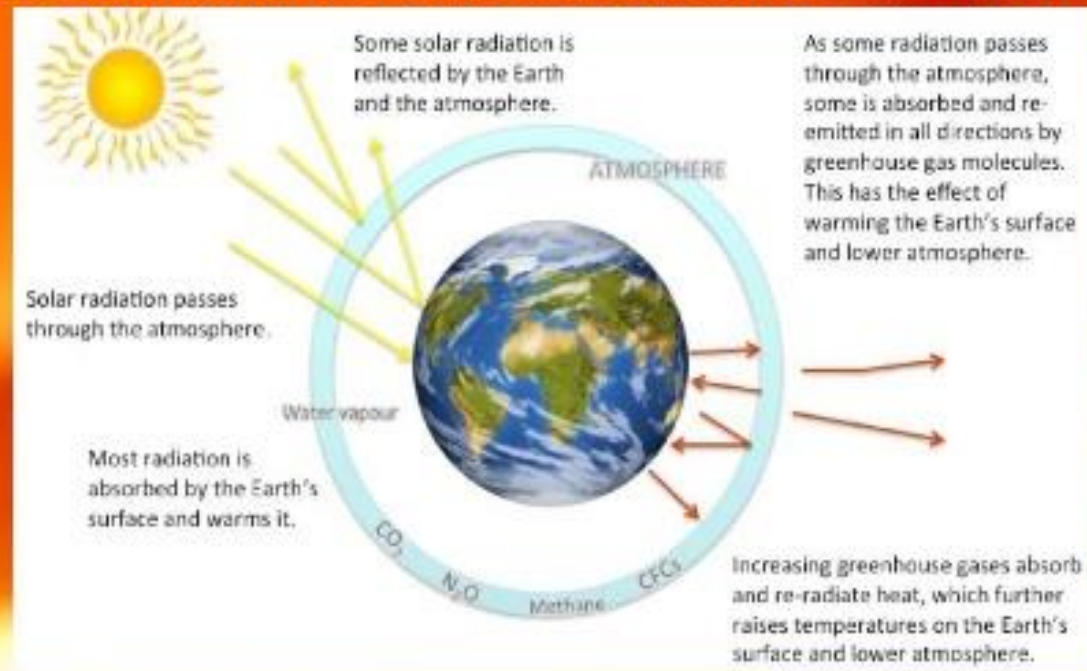 Some solar radiation is
reflected by the Earth
and the atmosphere.
As some radiation passes
through the atmosphere,
some is absorbed and re-
emitted in all directions by
greenhouse gas molecules.
This has the effect of
warming the Earth's surface
and lower atmosphere.
ATMOSPHERE
Solar radiation passes
through the atmosphere.
Water vapour
Most radiation is
absorbed by the Earth's
surface and warms it.
CO₂
N₂O
Methane
CFCs
Increasing greenhouse gases absorb
and re-radiate heat, which further
raises temperatures on the Earth's
surface and lower atmosphere.